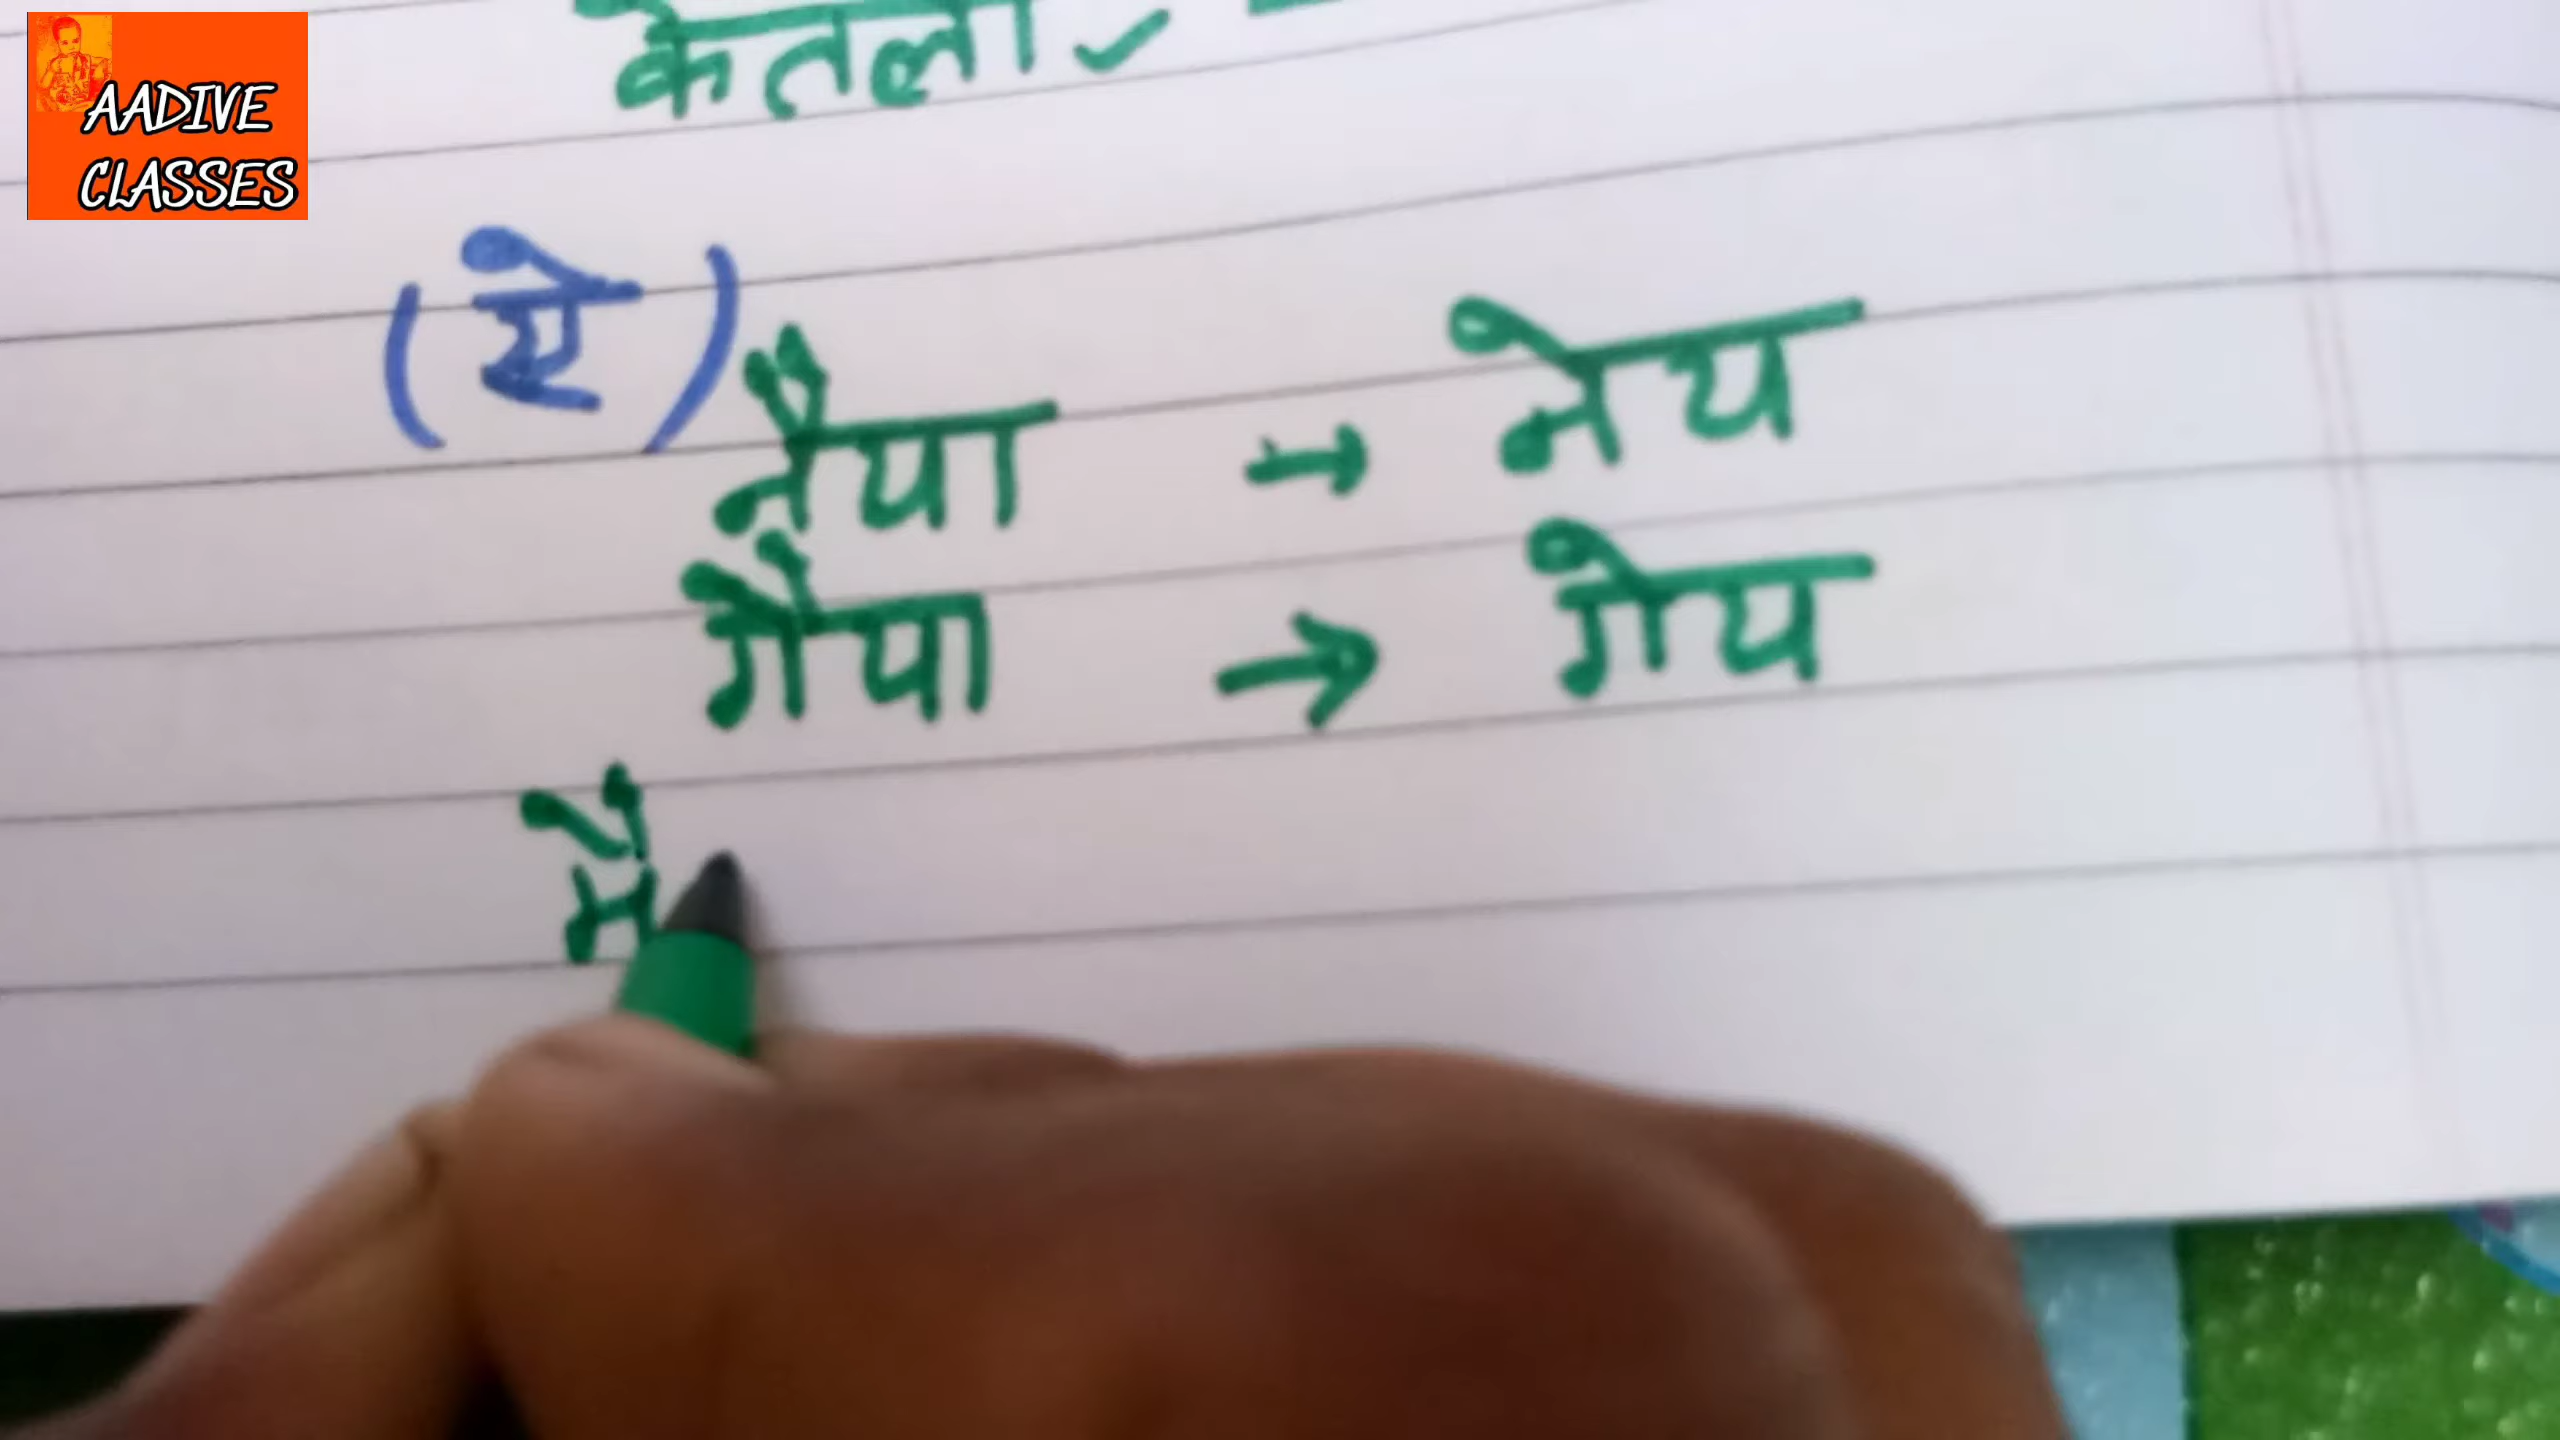 AADIVE
CLASSES
केतली ✓
(ऐ)
नैया → नेय
गैया → गेय
मै